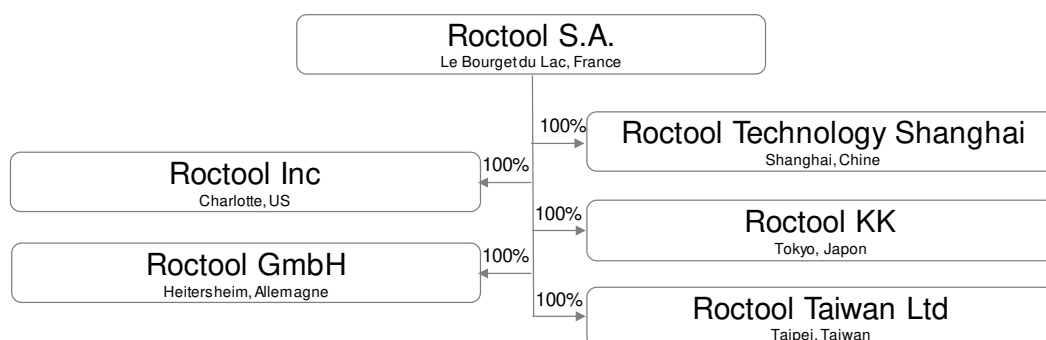 Roctool S.A.
Le Bourget du Lac, France
100%
Roctool Technology Shanghai
Shanghai, Chine
100%
Roctool Inc
Charlotte, US
100%
Roctool KK
Tokyo, Japon
100%
Roctool GmbH
Heitersheim, Allemagne
100%
Roctool Taiwan Ltd
Taipei, Taiwan